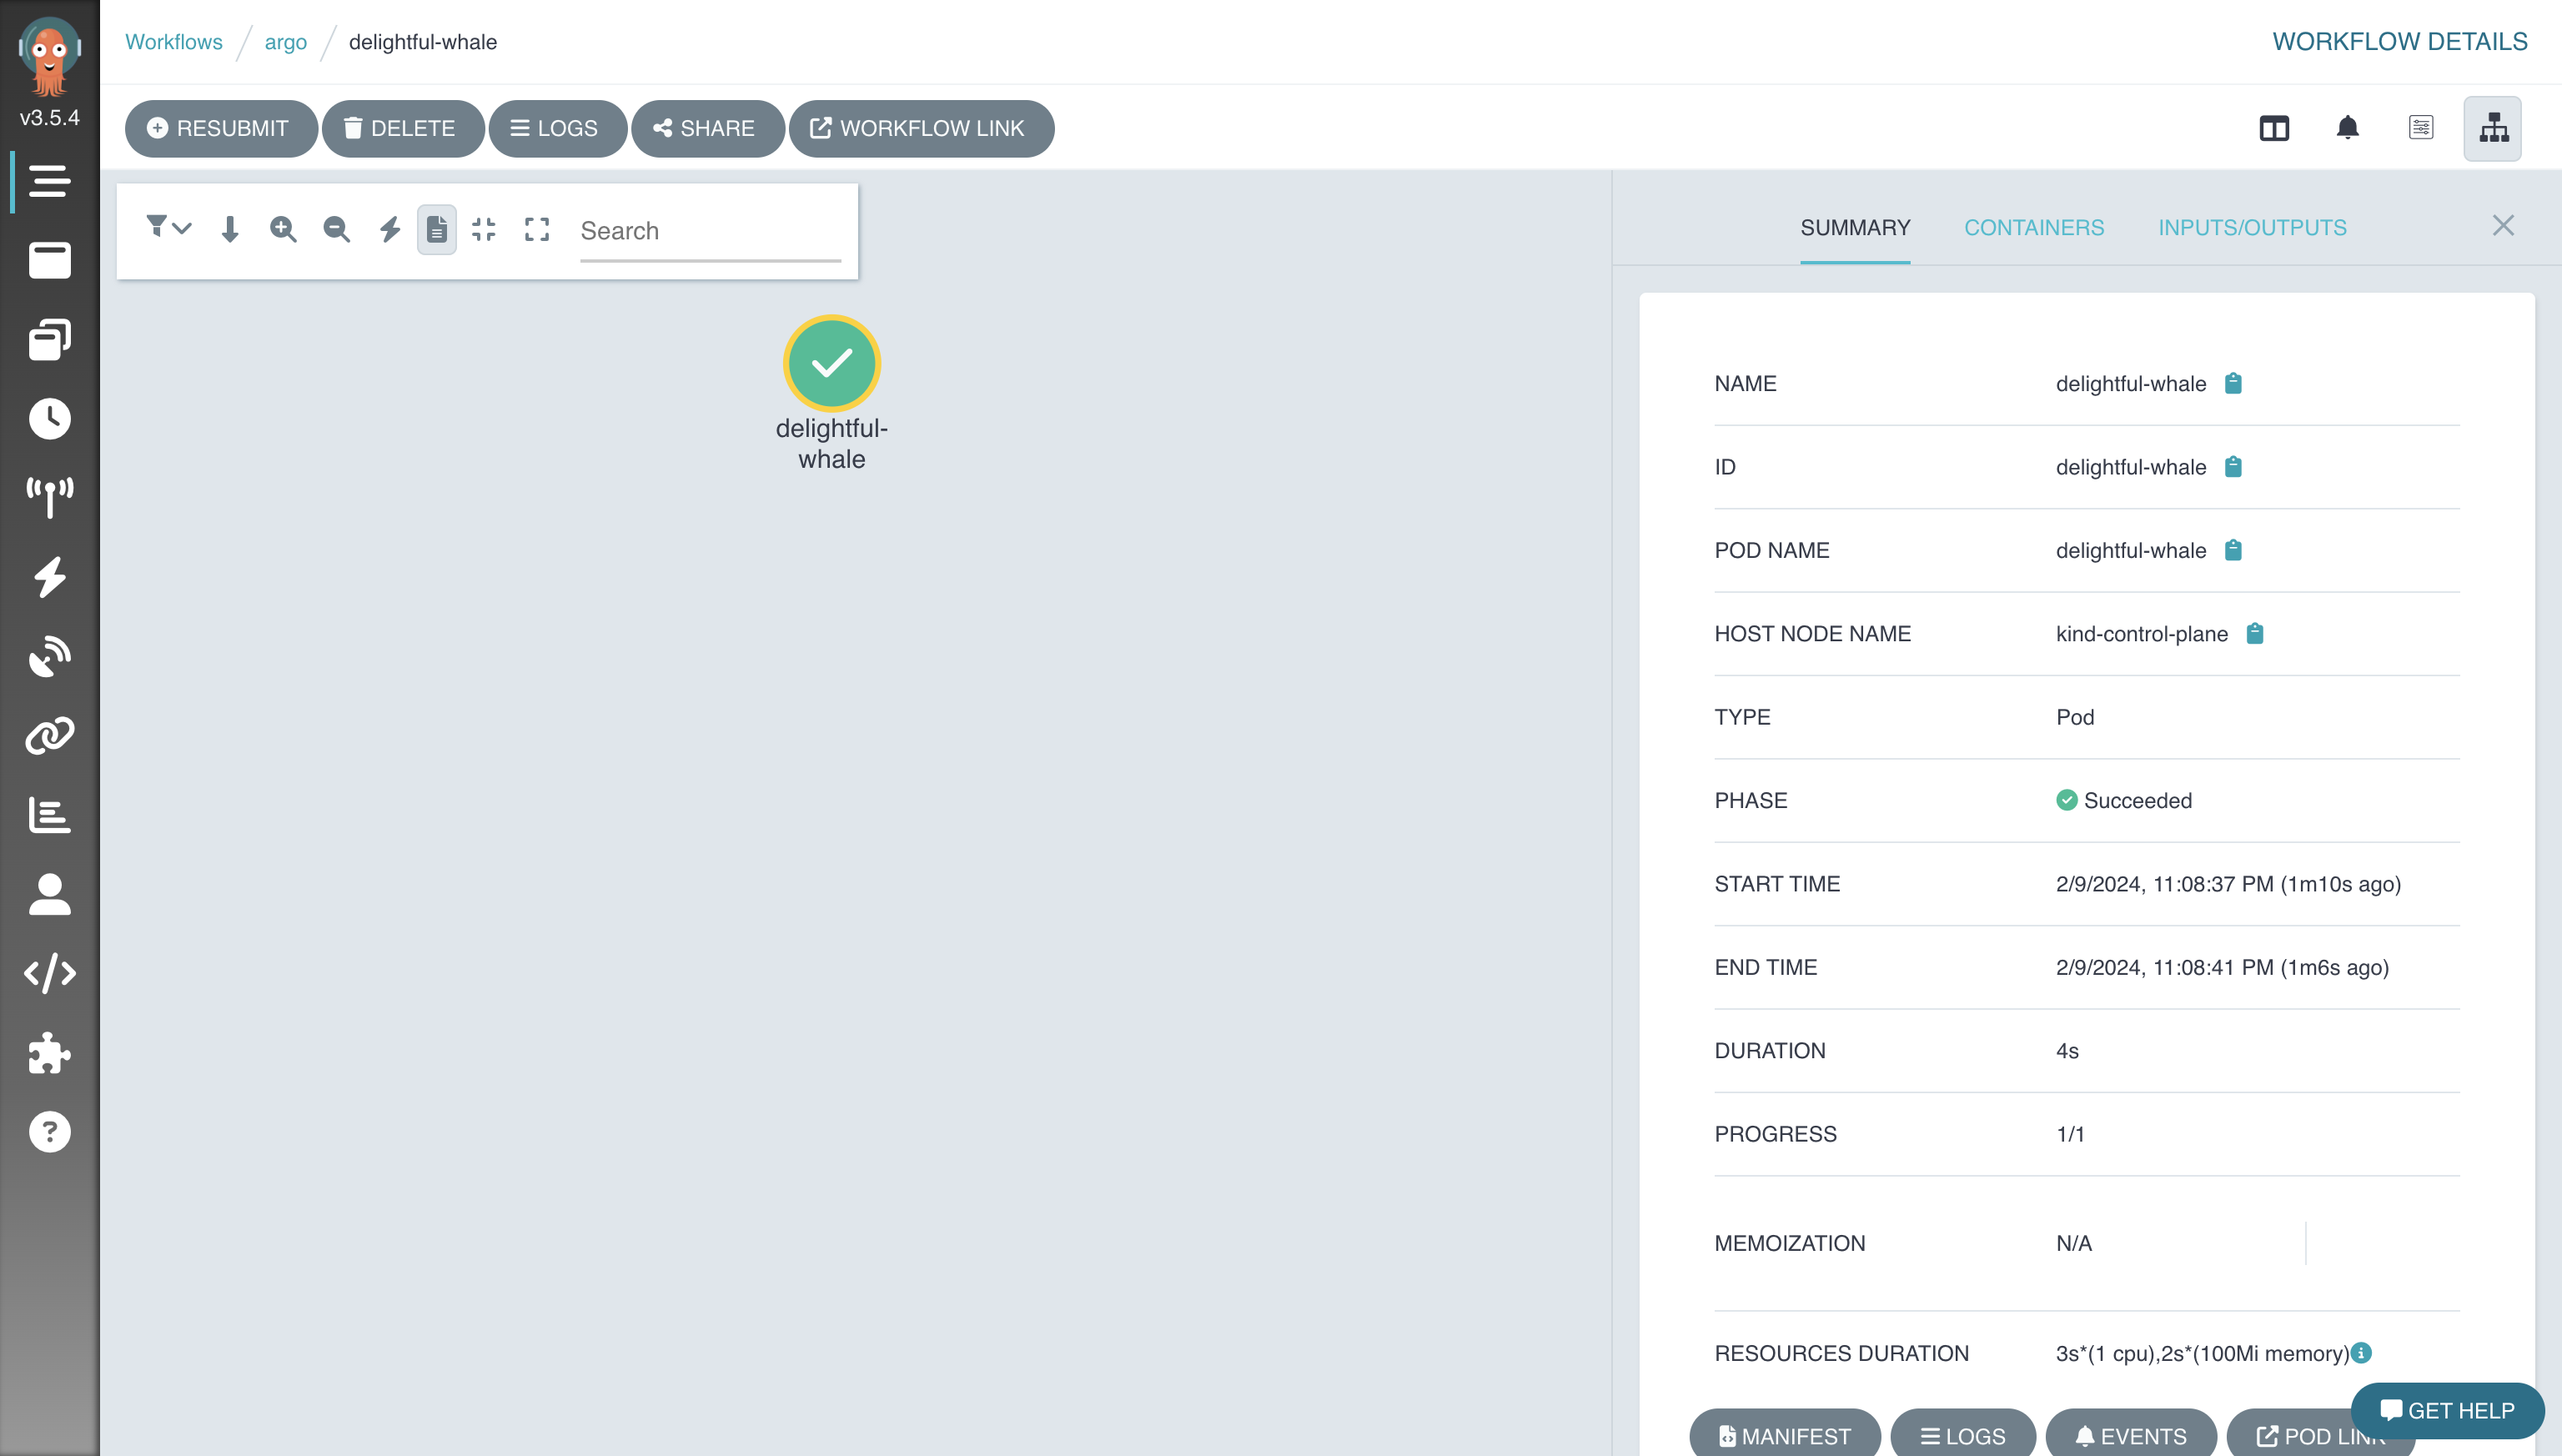 v3.5.4
Workflows / argo / delightful-whale
WORKFLOW DETAILS
RESUBMIT
DELETE
LOGS
SHARE
WORKFLOW LINK
Search
delightful-
whale
SUMMARY
CONTAINERS
INPUTS/OUTPUTS
NAME delightful-whale
ID delightful-whale
POD NAME delightful-whale
HOST NODE NAME kind-control-plane
TYPE Pod
PHASE Succeeded
START TIME 2/9/2024, 11:08:37 PM (1m10s ago)
END TIME 2/9/2024, 11:08:41 PM (1m6s ago)
DURATION 4s
PROGRESS 1/1
MEMOIZATION N/A
RESOURCES DURATION 3s*(1 cpu),2s*(100Mi memory)
MANIFEST
LOGS
EVENTS
POD LINK
GET HELP